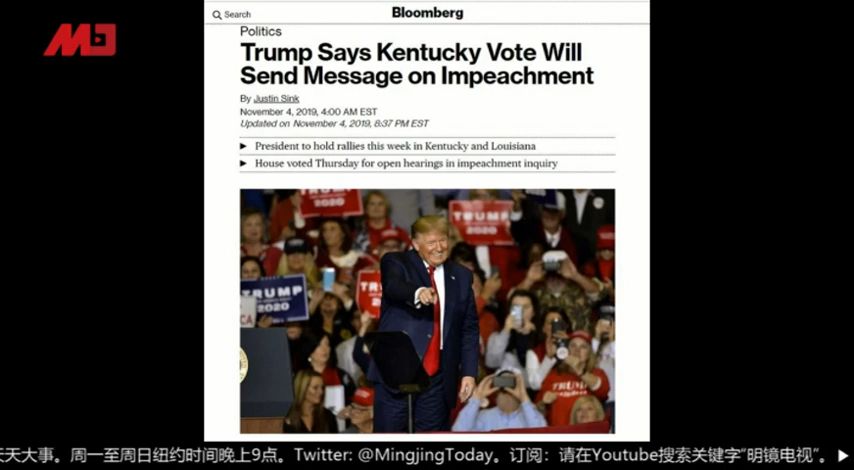 Search
Bloomberg
MJ
Politics
Trump Says Kentucky Vote Will
Send Message on Impeachment
By Justin Sink
November 4, 2019, 4:00 AM EST
Updated on November 4, 2019, 8:37 PM EST
▶ President to hold rallies this week in Kentucky and Louisiana
▶ House voted Thursday for open hearings in impeachment inquiry
TRUMP
2020
TRUMP
2020
TRUMP
2020
TR
CA
TRUMP
天天大事。周一至周日纽约时间晚上9点。Twitter: @MingjingToday。订阅：请在Youtube搜索关键字“明镜电视”。▶